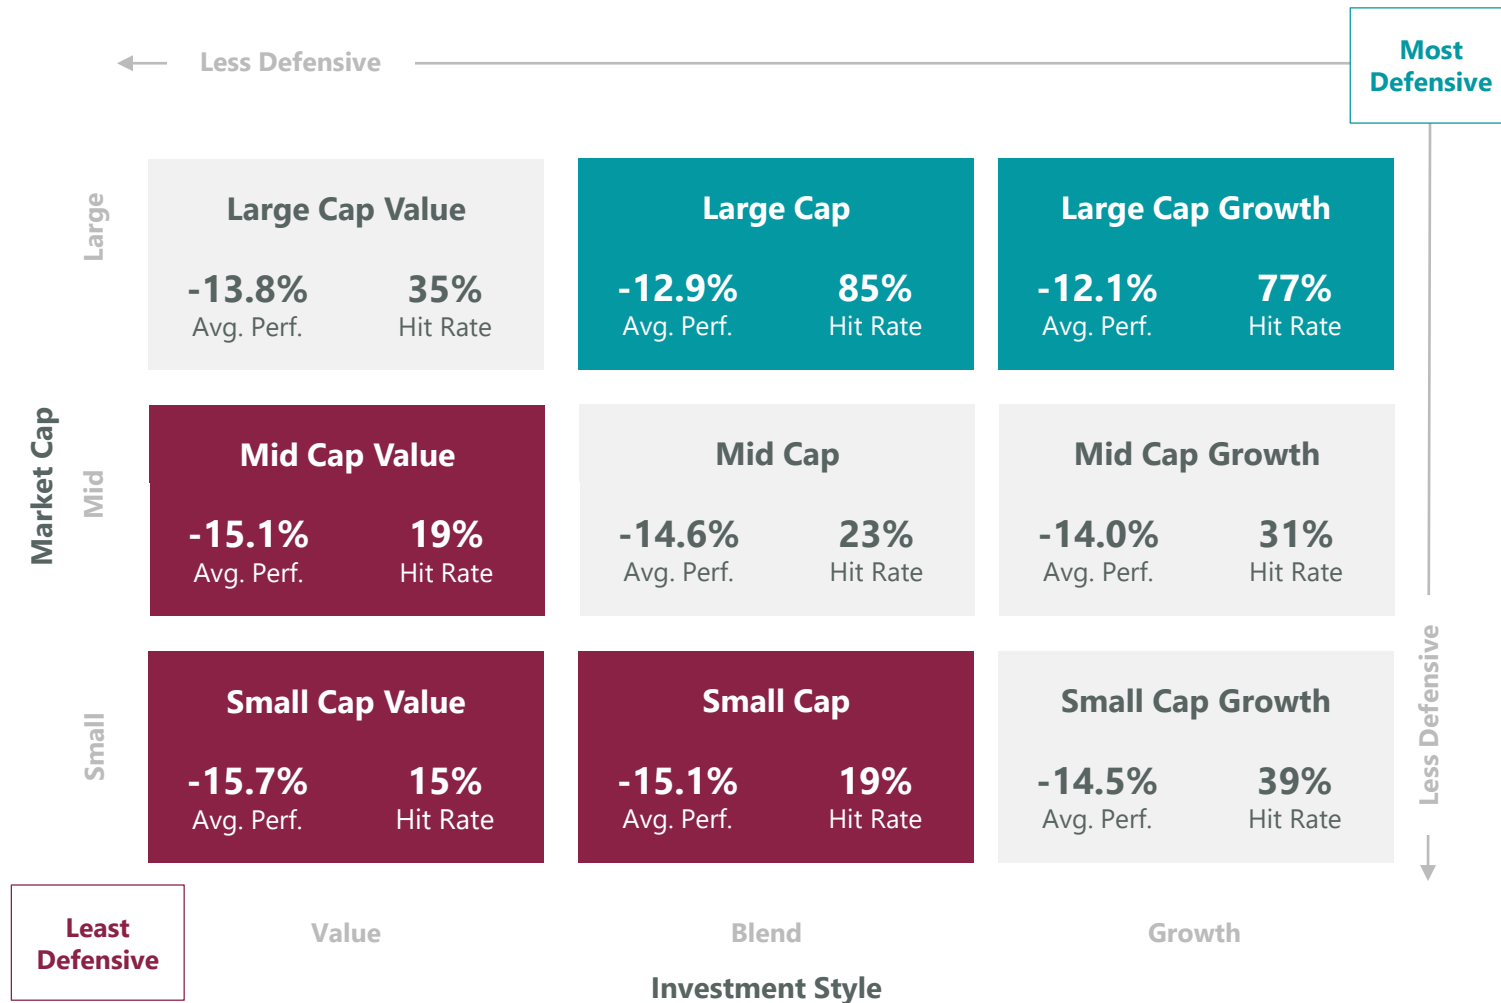 Less Defensive
Most
Defensive
Large
Large Cap Value
-13.8% 35%
Avg. Perf. Hit Rate
Large Cap
-12.9% 85%
Avg. Perf. Hit Rate
Large Cap Growth
-12.1% 77%
Avg. Perf. Hit Rate
Market Cap
Mid
Mid Cap Value
-15.1% 19%
Avg. Perf. Hit Rate
Mid Cap
-14.6% 23%
Avg. Perf. Hit Rate
Mid Cap Growth
-14.0% 31%
Avg. Perf. Hit Rate
Small
Small Cap Value
-15.7% 15%
Avg. Perf. Hit Rate
Small Cap
-15.1% 19%
Avg. Perf. Hit Rate
Small Cap Growth
-14.5% 39%
Avg. Perf. Hit Rate
Less Defensive
Least
Defensive
Value
Blend
Growth
Investment Style